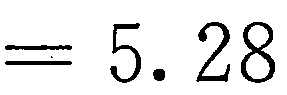 = 5.28